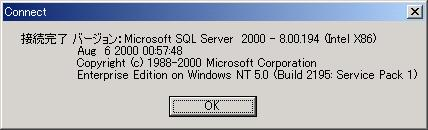 Connect
接続完了 バージョン: Microsoft SQL Server  2000 - 8.00.194 (Intel X86)
Aug  6 2000 00:57:48
Copyright (c) 1988-2000 Microsoft Corporation
Enterprise Edition on Windows NT 5.0 (Build 2195: Service Pack 1)
OK